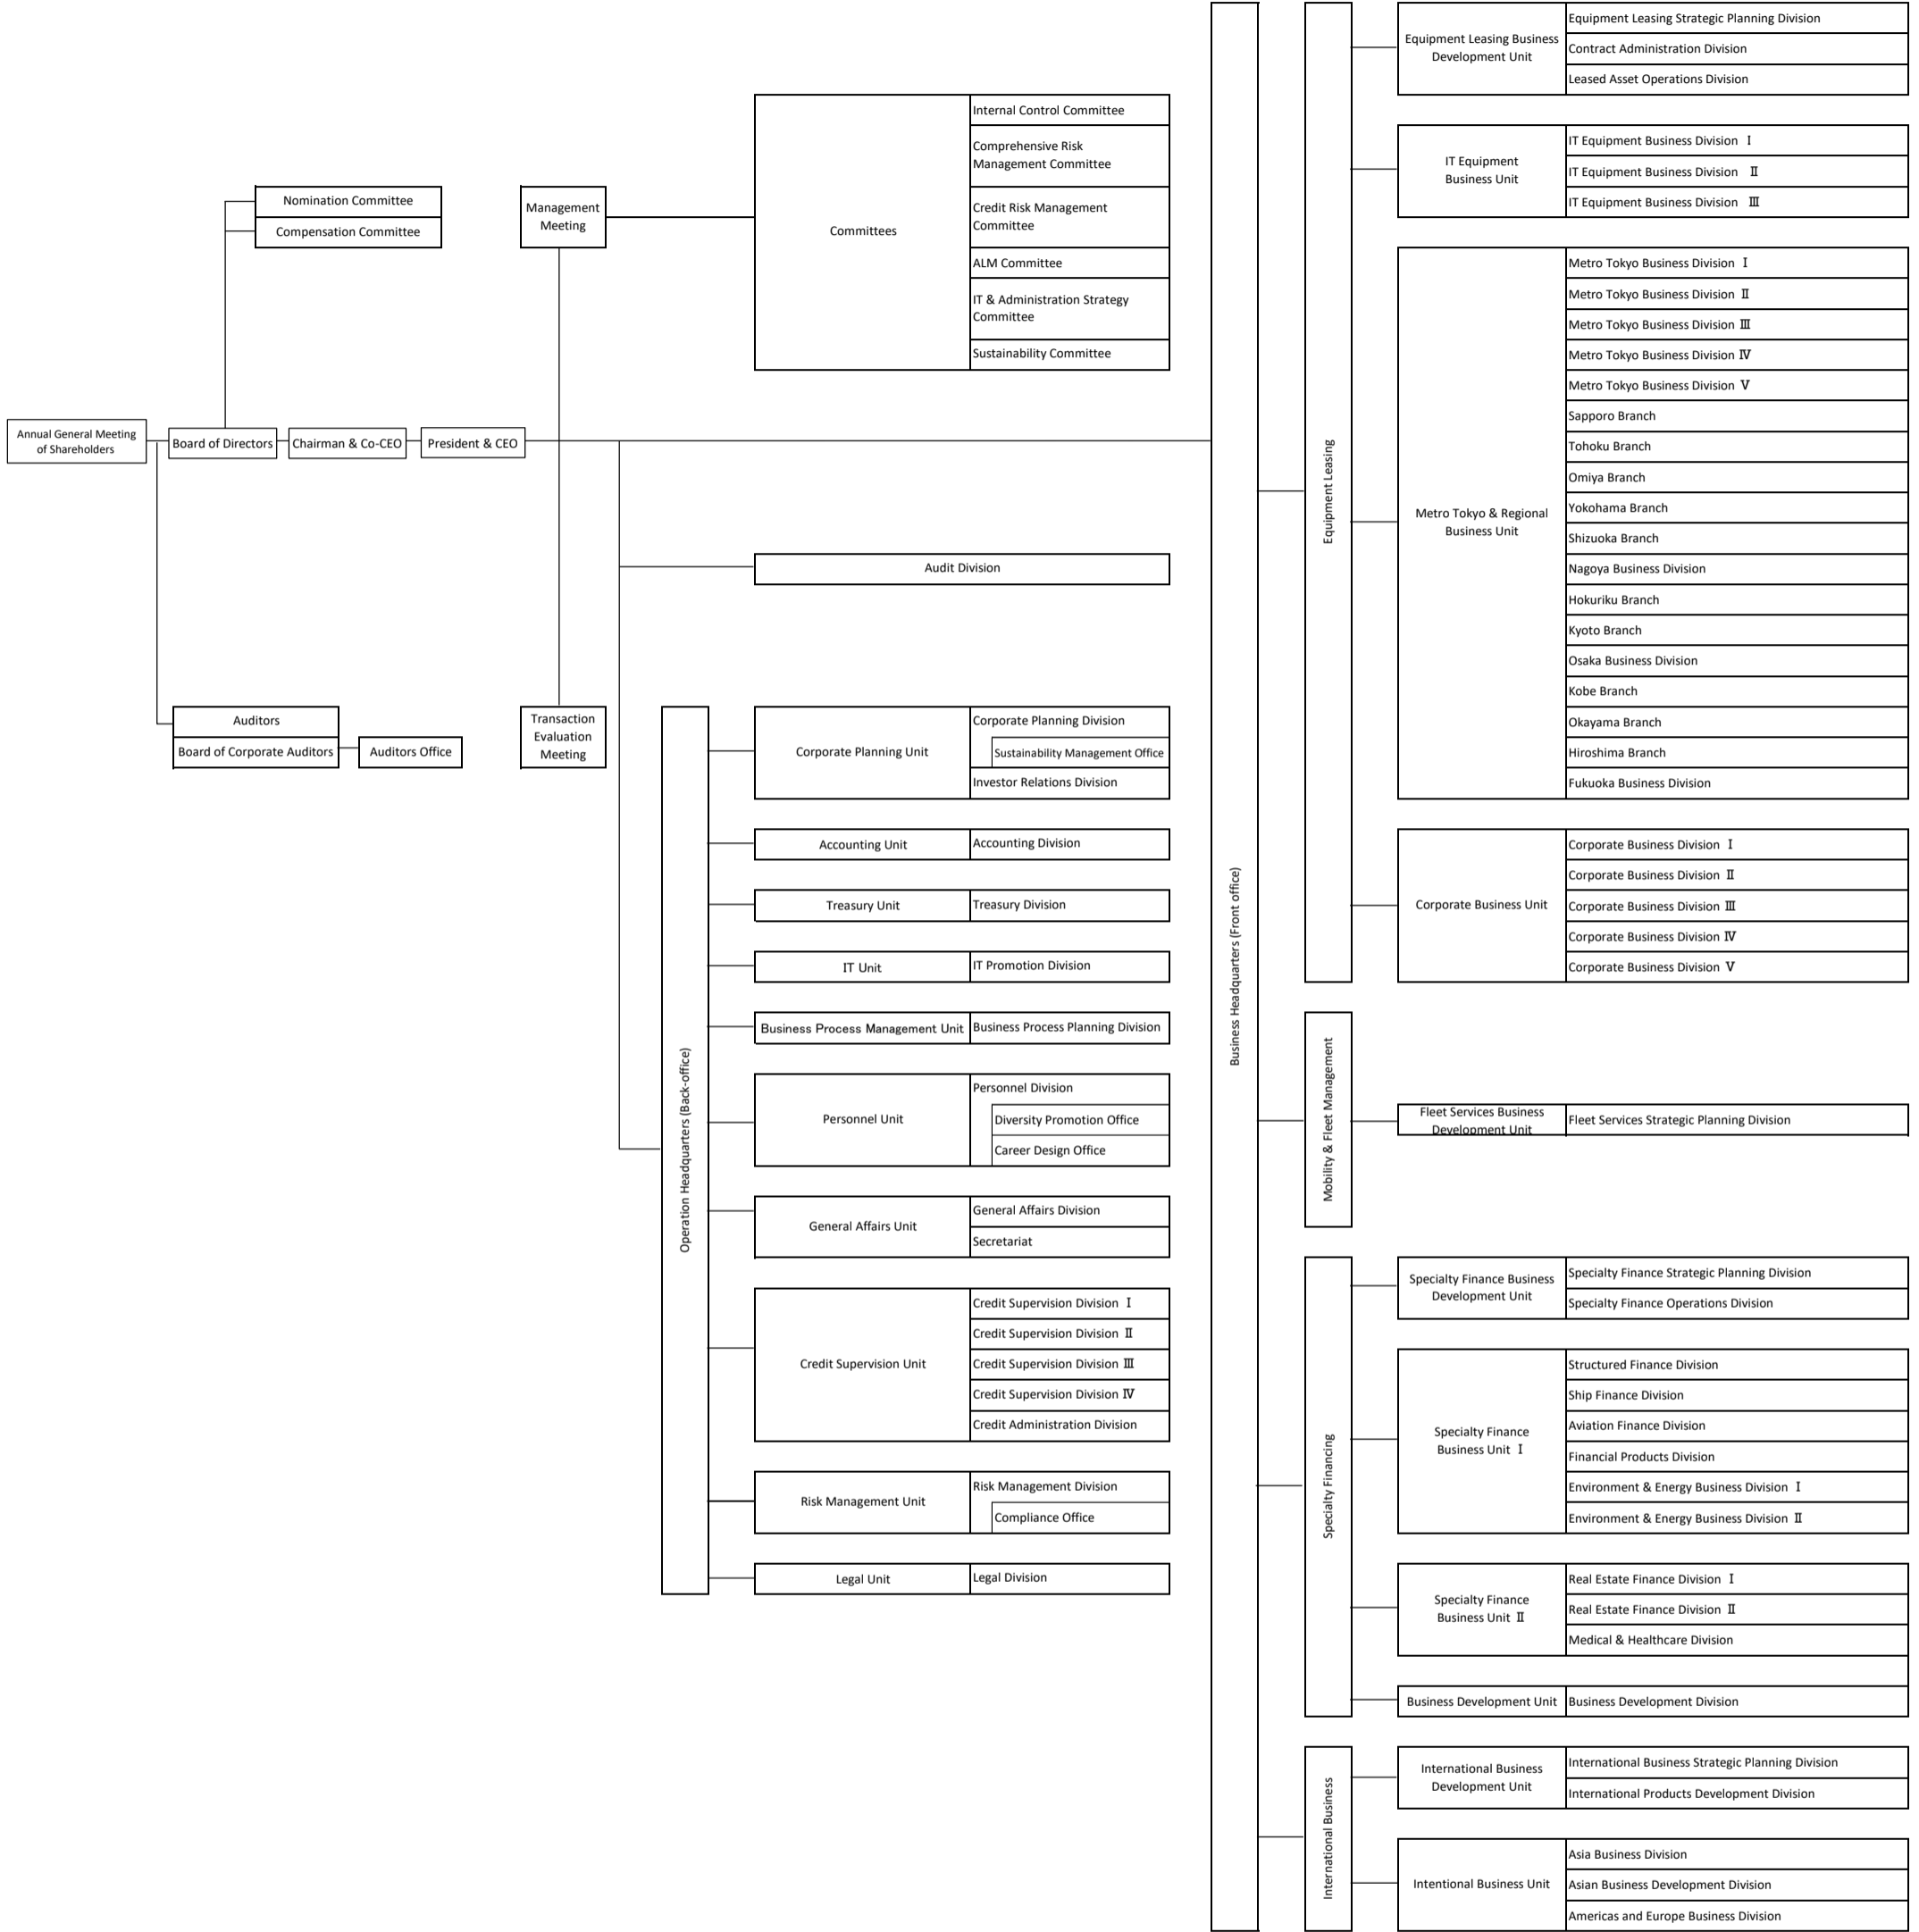 Annual General Meeting
of Shareholders
Board of Directors
Chairman & Co-CEO
President & CEO
Nomination Committee
Compensation Committee
Auditors
Board of Corporate Auditors
Auditors Office
Management
Meeting
Transaction
Evaluation
Meeting
Committees
Internal Control Committee
Comprehensive Risk
Management Committee
Credit Risk Management
Committee
ALM Committee
IT & Administration Strategy
Committee
Sustainability Committee
Audit Division
Operation Headquarters (Back-office)
Corporate Planning Unit
Corporate Planning Division
Sustainability Management Office
Investor Relations Division
Accounting Unit
Accounting Division
Treasury Unit
Treasury Division
IT Unit
IT Promotion Division
Business Process Management Unit
Business Process Planning Division
Personnel Unit
Personnel Division
Diversity Promotion Office
Career Design Office
General Affairs Unit
General Affairs Division
Secretariat
Credit Supervision Unit
Credit Supervision Division Ⅰ
Credit Supervision Division Ⅱ
Credit Supervision Division Ⅲ
Credit Supervision Division Ⅳ
Credit Administration Division
Risk Management Unit
Risk Management Division
Compliance Office
Legal Unit
Legal Division
Business Headquarters (Front office)
Equipment Leasing
Equipment Leasing Business
Development Unit
Equipment Leasing Strategic Planning Division
Contract Administration Division
Leased Asset Operations Division
IT Equipment
Business Unit
IT Equipment Business Division Ⅰ
IT Equipment Business Division Ⅱ
IT Equipment Business Division Ⅲ
Metro Tokyo & Regional
Business Unit
Metro Tokyo Business Division Ⅰ
Metro Tokyo Business Division Ⅱ
Metro Tokyo Business Division Ⅲ
Metro Tokyo Business Division Ⅳ
Metro Tokyo Business Division Ⅴ
Sapporo Branch
Tohoku Branch
Omiya Branch
Yokohama Branch
Shizuoka Branch
Nagoya Business Division
Hokuriku Branch
Kyoto Branch
Osaka Business Division
Kobe Branch
Okayama Branch
Hiroshima Branch
Fukuoka Business Division
Corporate Business Unit
Corporate Business Division Ⅰ
Corporate Business Division Ⅱ
Corporate Business Division Ⅲ
Corporate Business Division Ⅳ
Corporate Business Division Ⅴ
Mobility & Fleet Management
Fleet Services Business
Development Unit
Fleet Services Strategic Planning Division
Specialty Financing
Specialty Finance Business
Development Unit
Specialty Finance Strategic Planning Division
Specialty Finance Operations Division
Specialty Finance
Business Unit Ⅰ
Structured Finance Division
Ship Finance Division
Aviation Finance Division
Financial Products Division
Environment & Energy Business Division Ⅰ
Environment & Energy Business Division Ⅱ
Specialty Finance
Business Unit Ⅱ
Real Estate Finance Division Ⅰ
Real Estate Finance Division Ⅱ
Medical & Healthcare Division
Business Development Unit
Business Development Division
International Business
International Business
Development Unit
International Business Strategic Planning Division
International Products Development Division
Intentional Business Unit
Asia Business Division
Asian Business Development Division
Americas and Europe Business Division